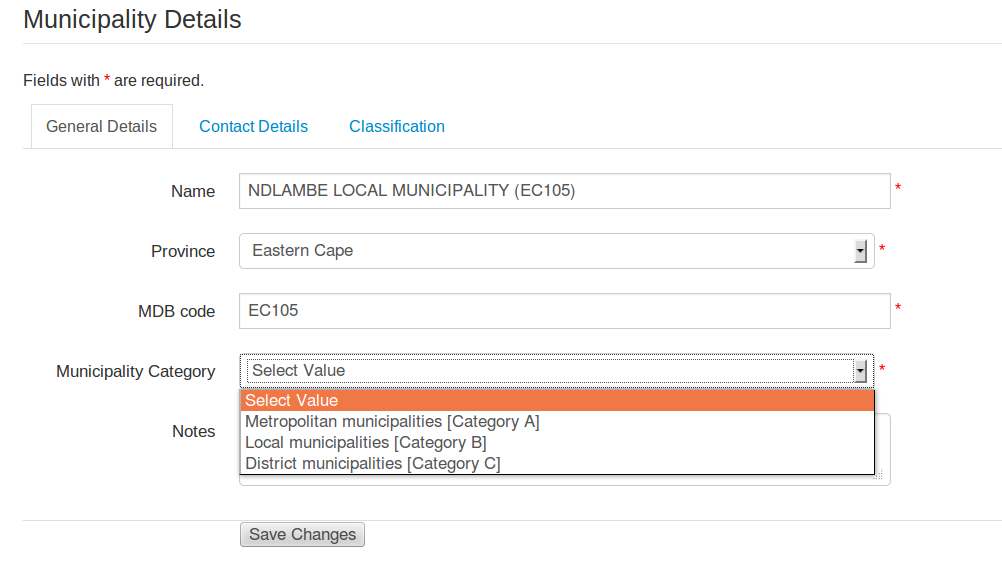 Municipality Details
Fields with * are required.
General Details Contact Details Classification
Name NDLAMBE LOCAL MUNICIPALITY (EC105) *
Province Eastern Cape *
MDB code EC105 *
Municipality Category Select Value *
Select Value
Metropolitan municipalities [Category A]
Notes Local municipalities [Category B]
District municipalities [Category C]
Save Changes